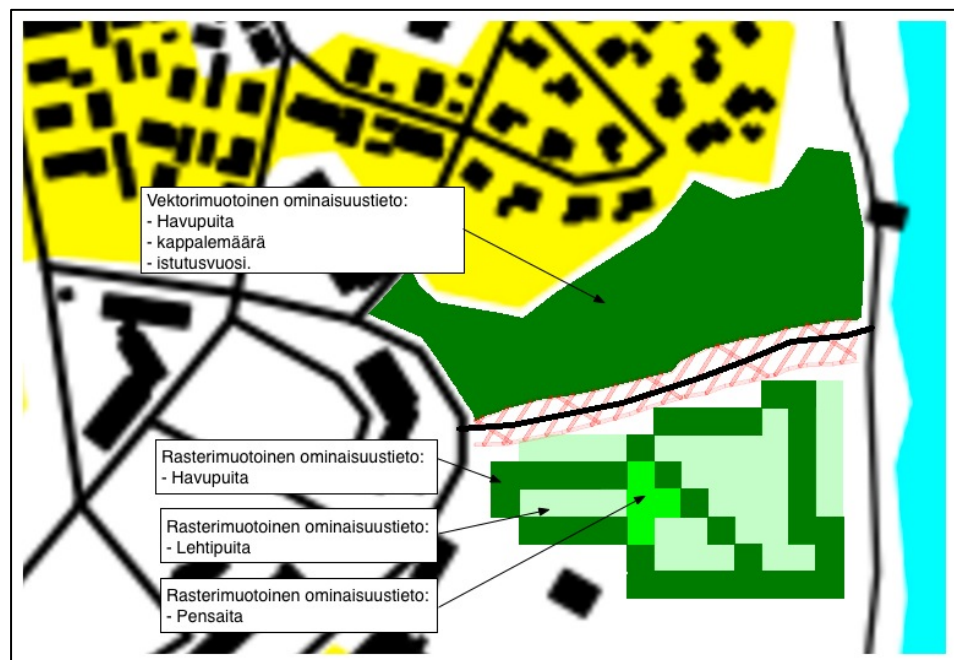 Vektorimuotoinen ominaisuustieto:
- Havupuita
- kappalemäärä
- istutusvuosi.
Rasterimuotoinen ominaisuustieto:
- Havupuita
Rasterimuotoinen ominaisuustieto:
- Lehtipuita
Rasterimuotoinen ominaisuustieto:
- Pensaita